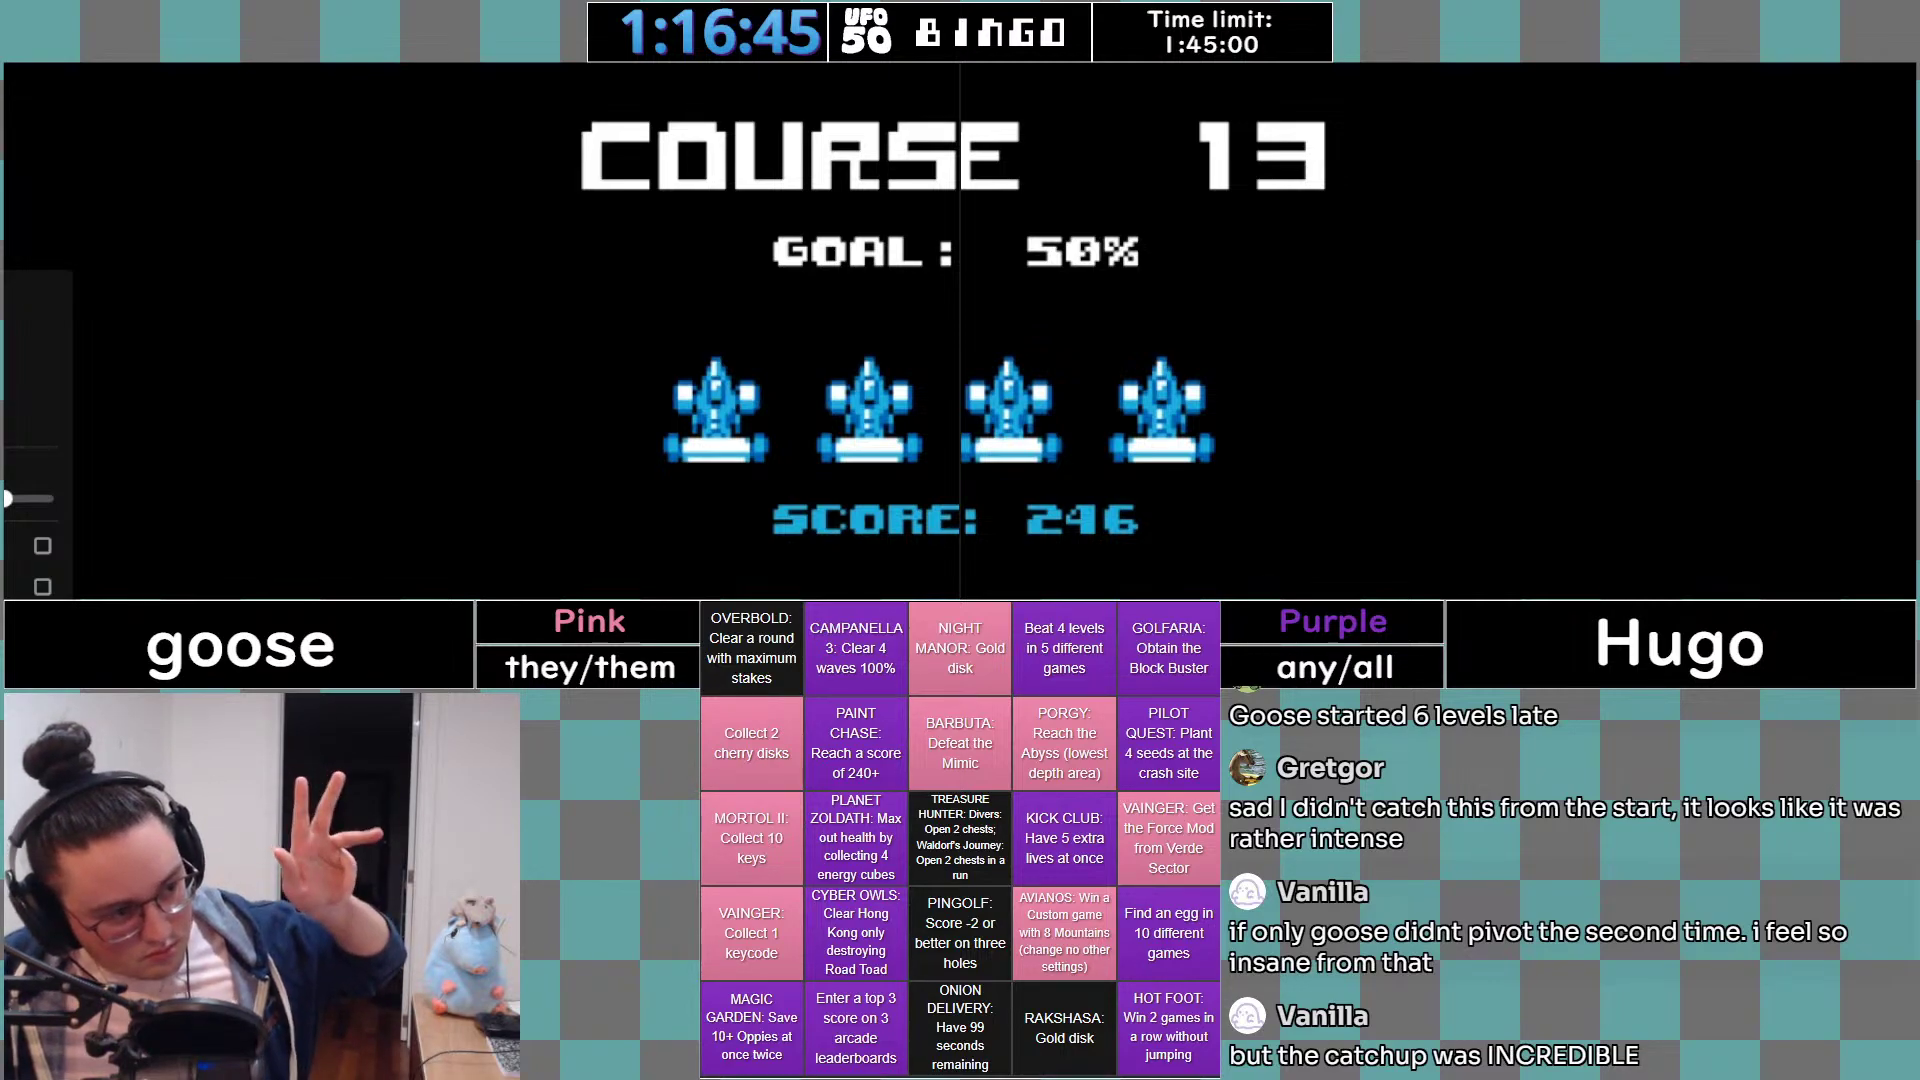 1:16:45
UFO 50
BINGO
Time limit:
1:45:00
COURSE 13
GOAL: 50%
SCORE: 246
goose
Pink
they/them
Purple
any/all
Hugo
OVERBOLD:
Clear a round
with maximum
stakes
CAMPANELLA
3: Clear 4
waves 100%
NIGHT
MANOR: Gold
disk
Beat 4 levels
in 5 different
games
GOLFARIA:
Obtain the
Block Buster
Collect 2
cherry disks
PAINT
CHASE:
Reach a score
of 240+
BARBUTA:
Defeat the
Mimic
PORGY:
Reach the
Abyss (lowest
depth area)
PILOT
QUEST: Plant
4 seeds at the
crash site
MORTOL II:
Collect 10
keys
PLANET
ZOLDATH: Max
out health by
collecting 4
energy cubes
TREASURE
HUNTER: Divers:
Open 2 chests;
Waldorf's Journey:
Open 2 chests in a
run
KICK CLUB:
Have 5 extra
lives at once
VAINGER: Get
the Force Mod
from Verde
Sector
VAINGER:
Collect 1
keycode
CYBER OWLS:
Clear Hong
Kong only
destroying
Road Toad
PINGOLF:
Score -2 or
better on three
holes
AVIANOS: Win a
Custom game
with 8 Mountains
(change no other
settings)
Find an egg in
10 different
games
MAGIC
GARDEN: Save
10+ Oppies at
once twice
Enter a top 3
score on 3
arcade
leaderboards
ONION
DELIVERY:
Have 99
seconds
remaining
RAKSHASA:
Gold disk
HOT FOOT:
Win 2 games in
a row without
jumping
Goose started 6 levels late
Gretgor
sad I didn't catch this from the start, it looks like it was
rather intense
Vanilla
if only goose didnt pivot the second time. i feel so
insane from that
Vanilla
but the catchup was INCREDIBLE